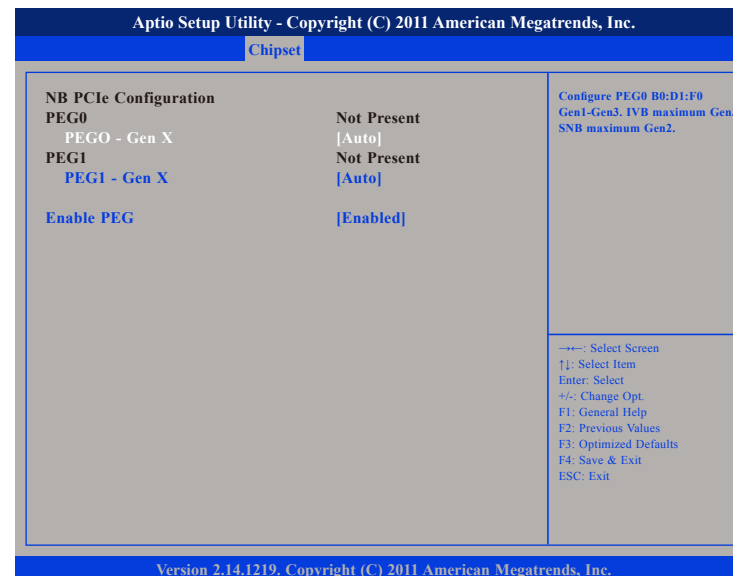 Aptio Setup Utility - Copyright (C) 2011 American Megatrends, Inc.
Chipset
NB PCIe Configuration
PEG0 Not Present
PEGO - Gen X [Auto]
PEG1 Not Present
PEG1 - Gen X [Auto]
Enable PEG [Enabled]
Configure PEG0 B0:D1:F0
Gen1-Gen3. IVB maximum
SNB maximum Gen2.
→←: Select Screen
↑↓: Select Item
Enter: Select
+/-: Change Opt.
F1: General Help
F2: Previous Values
F3: Optimized Defaults
F4: Save & Exit
ESC: Exit
Version 2.14.1219. Copyright (C) 2011 American Megatrends, Inc.